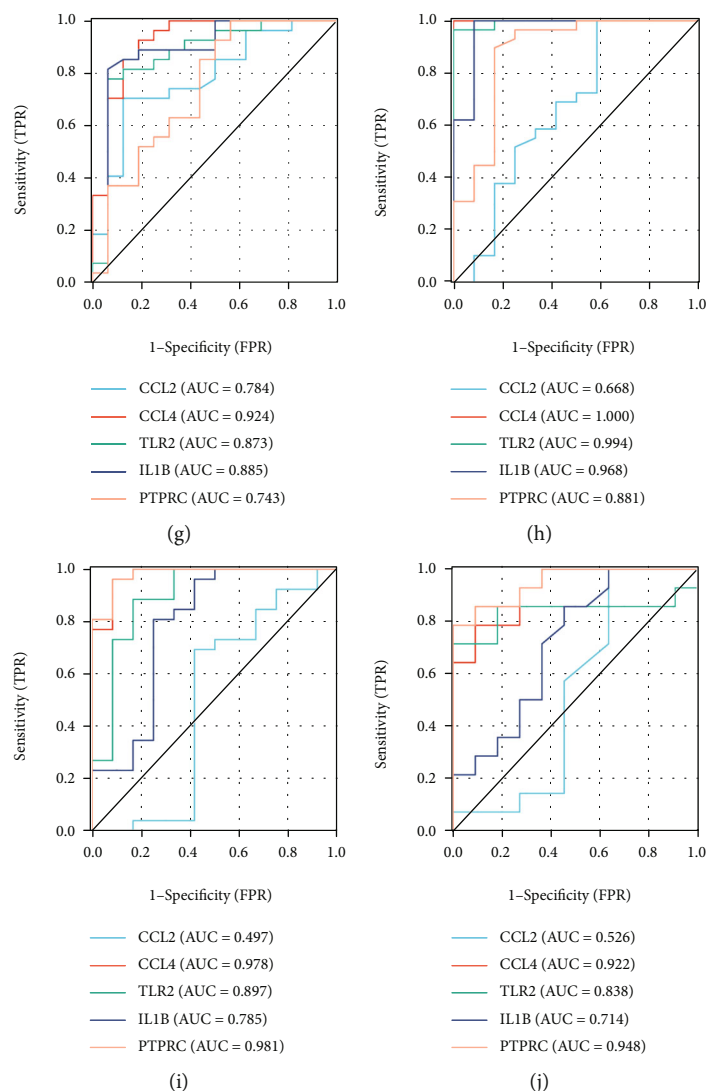 1.0
0.8
0.6
0.4
0.2
0.0
Sensitivity (TPR)
0.0 0.2 0.4 0.6 0.8 1.0
1–Specificity (FPR)
CCL2 (AUC = 0.784)
CCL4 (AUC = 0.924)
TLR2 (AUC = 0.873)
IL1B (AUC = 0.885)
PTPRC (AUC = 0.743)
(g)
1.0
0.8
0.6
0.4
0.2
0.0
Sensitivity (TPR)
0.0 0.2 0.4 0.6 0.8 1.0
1–Specificity (FPR)
CCL2 (AUC = 0.668)
CCL4 (AUC = 1.000)
TLR2 (AUC = 0.994)
IL1B (AUC = 0.968)
PTPRC (AUC = 0.881)
(h)
1.0
0.8
0.6
0.4
0.2
0.0
Sensitivity (TPR)
0.0 0.2 0.4 0.6 0.8 1.0
1–Specificity (FPR)
CCL2 (AUC = 0.497)
CCL4 (AUC = 0.978)
TLR2 (AUC = 0.897)
IL1B (AUC = 0.785)
PTPRC (AUC = 0.981)
(i)
1.0
0.8
0.6
0.4
0.2
0.0
Sensitivity (TPR)
0.0 0.2 0.4 0.6 0.8 1.0
1–Specificity (FPR)
CCL2 (AUC = 0.526)
CCL4 (AUC = 0.922)
TLR2 (AUC = 0.838)
IL1B (AUC = 0.714)
PTPRC (AUC = 0.948)
(j)